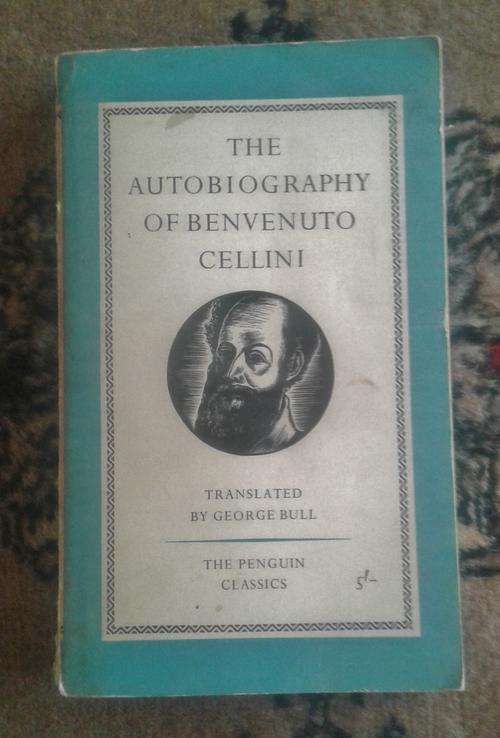 THE
AUTOBIOGRAPHY
OF BENVENUTO
CELLINI
TRANSLATED
BY GEORGE BULL
THE PENGUIN
CLASSICS
5/-